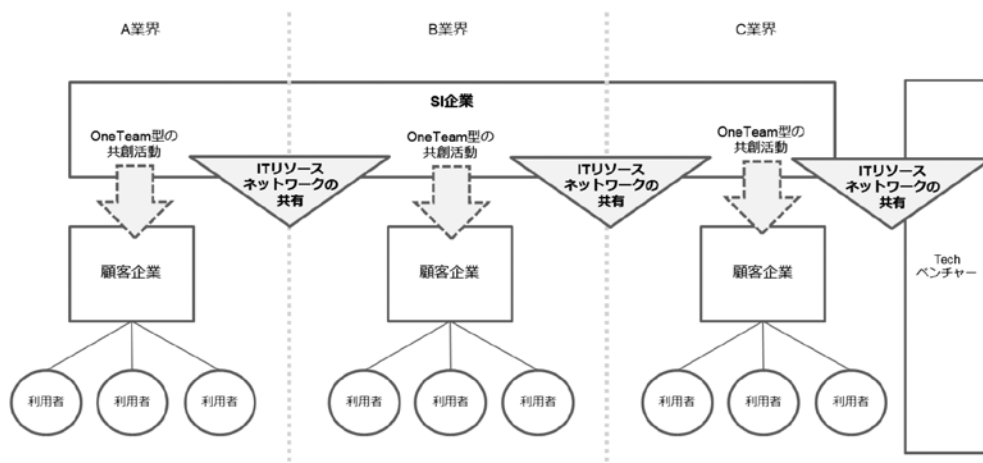 A業界
B業界
C業界
SI企業
OneTeam型の
共創活動
OneTeam型の
共創活動
OneTeam型の
共創活動
ITリソース
ネットワークの
共有
ITリソース
ネットワークの
共有
ITリソース
ネットワークの
共有
顧客企業
顧客企業
顧客企業
Tech
ベンチャー
利用者
利用者
利用者
利用者
利用者
利用者
利用者
利用者
利用者